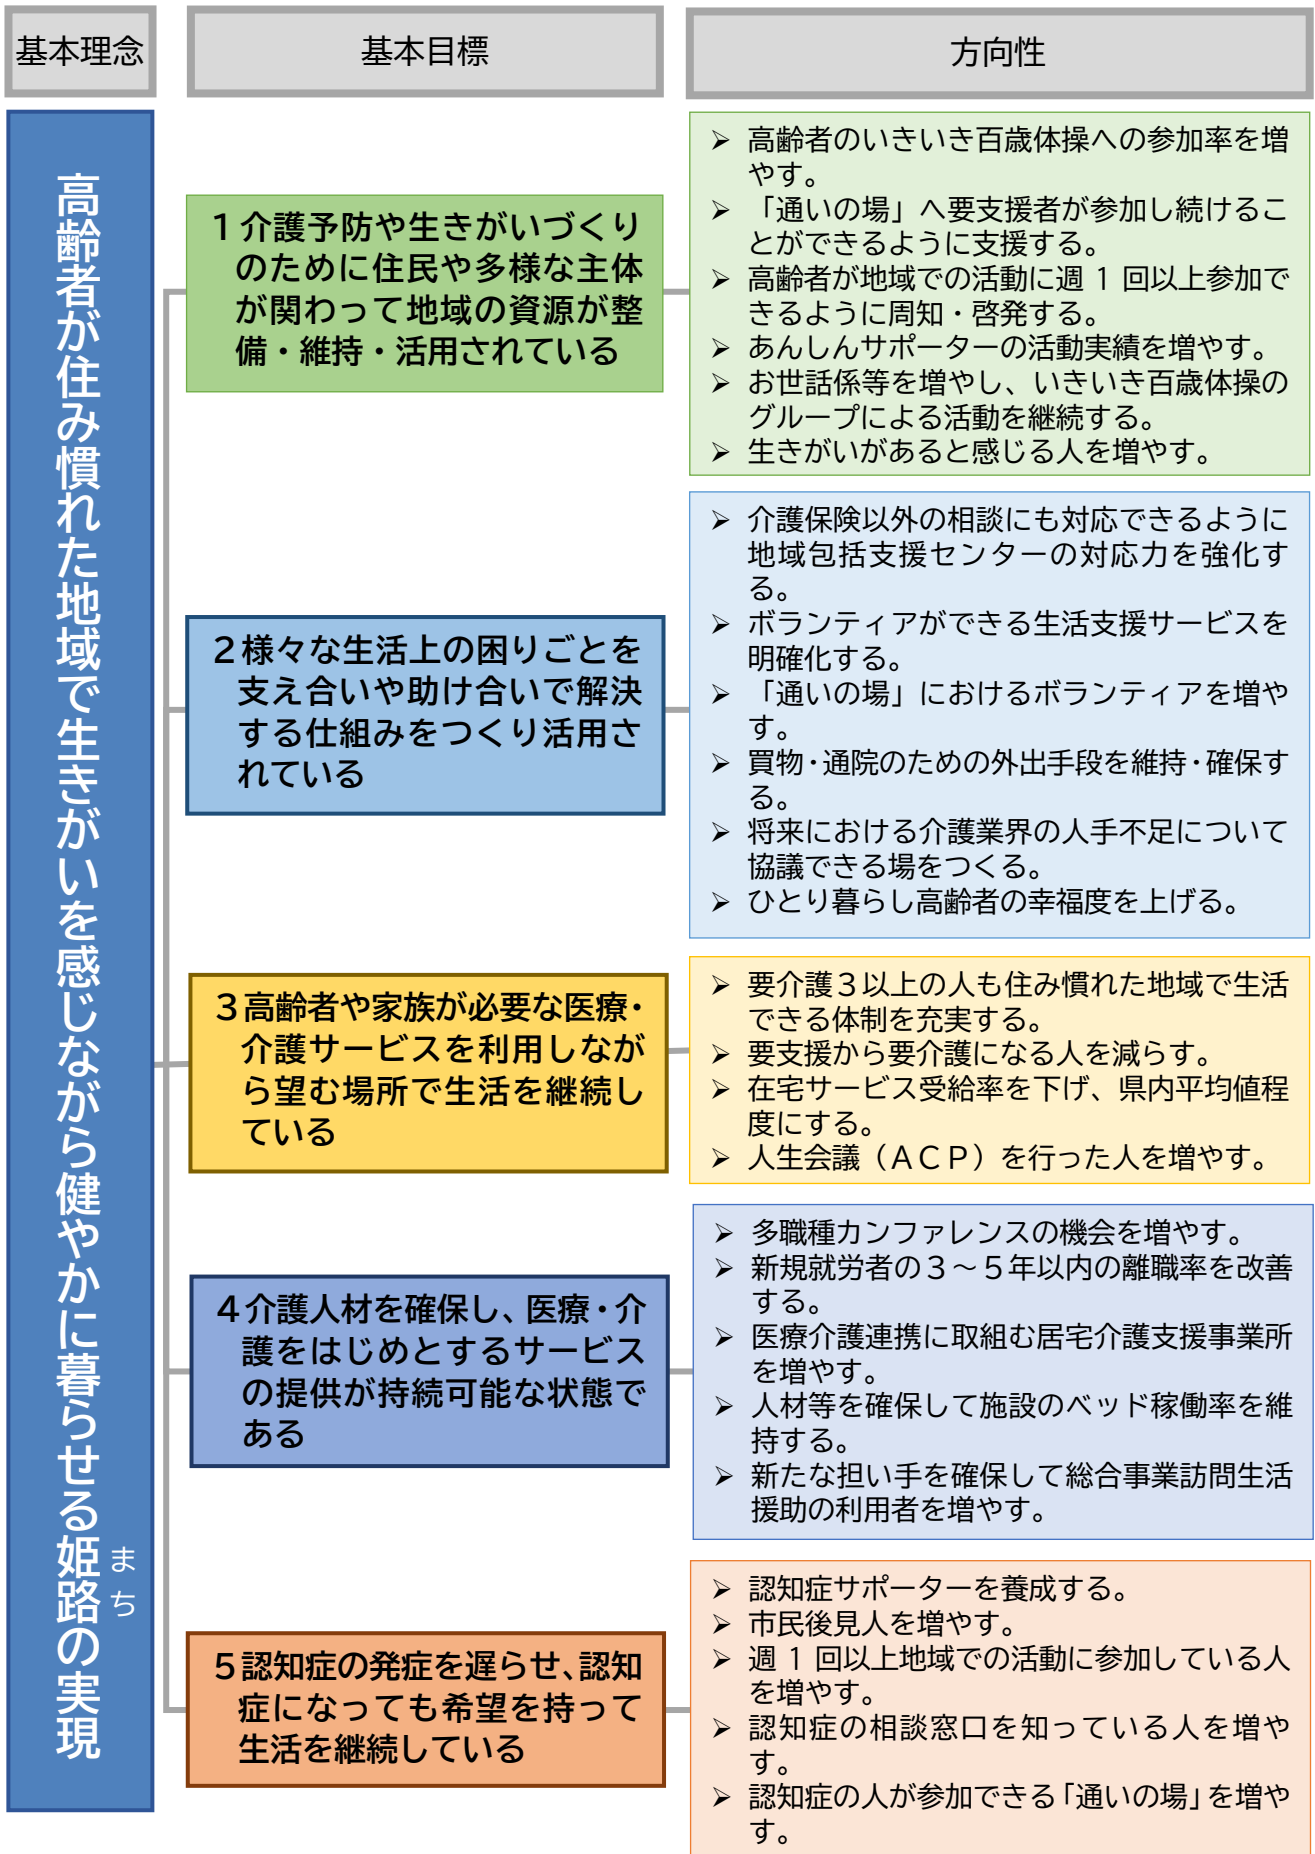 基本理念
基本目標
方向性
高齢者が住み慣れた地域で生きがいを感じながら健やかに暮らせる姫路の実現
まち
1介護予防や生きがいづくり
のために住民や多様な主体
が関わって地域の資源が整
備・維持・活用されている
➢ 高齢者のいきいき百歳体操への参加率を増
やす。
➢ 「通いの場」へ要支援者が参加し続けるこ
とができるように支援する。
➢ 高齢者が地域での活動に週 1 回以上参加で
きるように周知・啓発する。
➢ あんしんサポーターの活動実績を増やす。
➢ お世話係等を増やし、いきいき百歳体操の
グループによる活動を継続する。
➢ 生きがいがあると感じる人を増やす。
2様々な生活上の困りごとを
支え合いや助け合いで解決
する仕組みをつくり活用さ
れている
➢ 介護保険以外の相談にも対応できるように
地域包括支援センターの対応力を強化す
る。
➢ ボランティアができる生活支援サービスを
明確化する。
➢ 「通いの場」におけるボランティアを増や
す。
➢ 買物・通院のための外出手段を維持・確保す
る。
➢ 将来における介護業界の人手不足について
協議できる場をつくる。
➢ ひとり暮らし高齢者の幸福度を上げる。
3高齢者や家族が必要な医療・
介護サービスを利用しなが
ら望む場所で生活を継続し
ている
➢ 要介護３以上の人も住み慣れた地域で生活
できる体制を充実する。
➢ 要支援から要介護になる人を減らす。
➢ 在宅サービス受給率を下げ、県内平均値程
度にする。
➢ 人生会議（ＡＣＰ）を行った人を増やす。
4介護人材を確保し、医療・介
護をはじめとするサービス
の提供が持続可能な状態で
ある
➢ 多職種カンファレンスの機会を増やす。
➢ 新規就労者の３～５年以内の離職率を改善
する。
➢ 医療介護連携に取組む居宅介護支援事業所
を増やす。
➢ 人材等を確保して施設のベッド稼働率を維
持する。
➢ 新たな担い手を確保して総合事業訪問生活
援助の利用者を増やす。
5認知症の発症を遅らせ、認知
症になっても希望を持って
生活を継続している
➢ 認知症サポーターを養成する。
➢ 市民後見人を増やす。
➢ 週 1 回以上地域での活動に参加している人
を増やす。
➢ 認知症の相談窓口を知っている人を増や
す。
➢ 認知症の人が参加できる「通いの場」を増や
す。